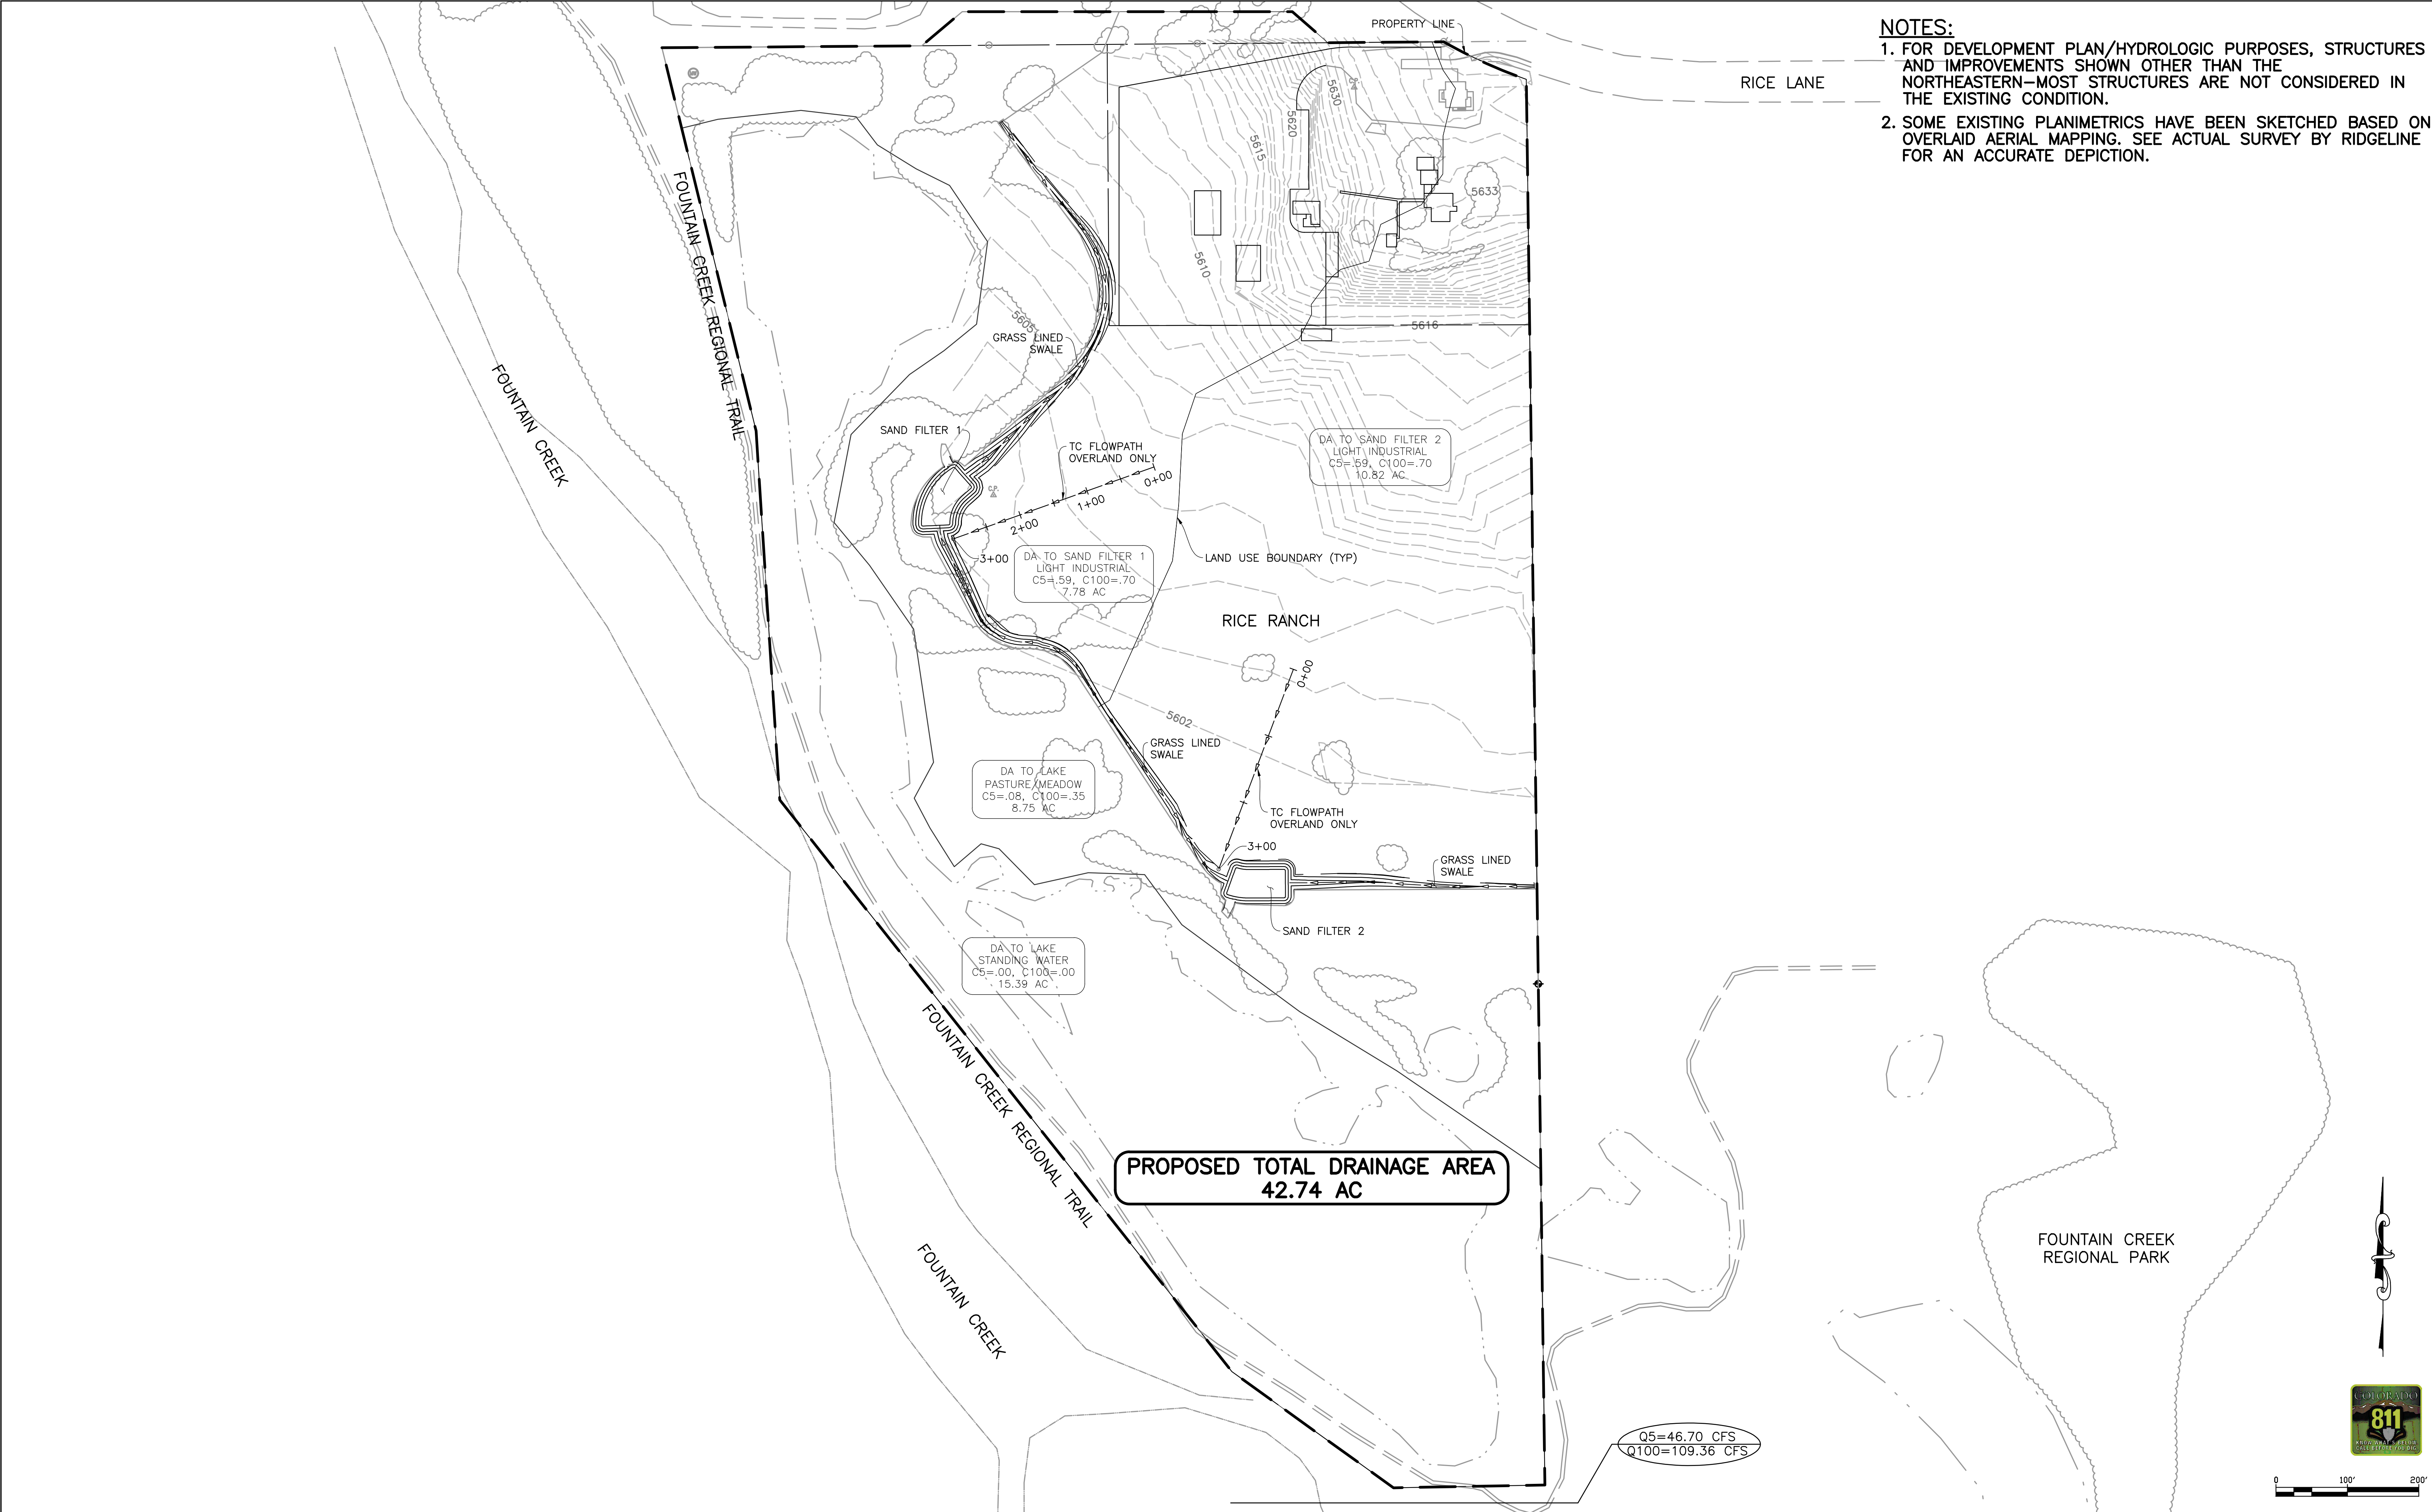 NOTES:
1. FOR DEVELOPMENT PLAN/HYDROLOGIC PURPOSES, STRUCTURES
AND IMPROVEMENTS SHOWN OTHER THAN THE
NORTHEASTERN-MOST STRUCTURES ARE NOT CONSIDERED IN
THE EXISTING CONDITION.
2. SOME EXISTING PLANIMETRICS HAVE BEEN SKETCHED BASED ON
OVERLAID AERIAL MAPPING. SEE ACTUAL SURVEY BY RIDGELINE
FOR AN ACCURATE DEPICTION.
PROPERTY LINE
RICE LANE
5630
5620
5615
5633
5610
5605
5616
FOUNTAIN CREEK REGIONAL TRAIL
FOUNTAIN CREEK
GRASS LINED
SWALE
SAND FILTER 1
C.P.
TC FLOWPATH
OVERLAND ONLY
0+00
1+00
2+00
3+00
DA TO SAND FILTER 2
LIGHT INDUSTRIAL
C5=.59, C100=.70
10.82 AC
DA TO SAND FILTER 1
LIGHT INDUSTRIAL
C5=.59, C100=.70
7.78 AC
LAND USE BOUNDARY (TYP)
RICE RANCH
0+00
5602
GRASS LINED
SWALE
DA TO LAKE
PASTURE/MEADOW
C5=.08, C100=.35
8.75 AC
TC FLOWPATH
OVERLAND ONLY
3+00
GRASS LINED
SWALE
SAND FILTER 2
DA TO LAKE
STANDING WATER
C5=.00, C100=.00
15.39 AC
FOUNTAIN CREEK REGIONAL TRAIL
PROPOSED TOTAL DRAINAGE AREA
42.74 AC
FOUNTAIN CREEK
FOUNTAIN CREEK
REGIONAL PARK
Q5=46.70 CFS
Q100=109.36 CFS
COLORADO
811
KNOW WHAT'S BELOW.
CALL BEFORE YOU DIG.
0 100' 200'